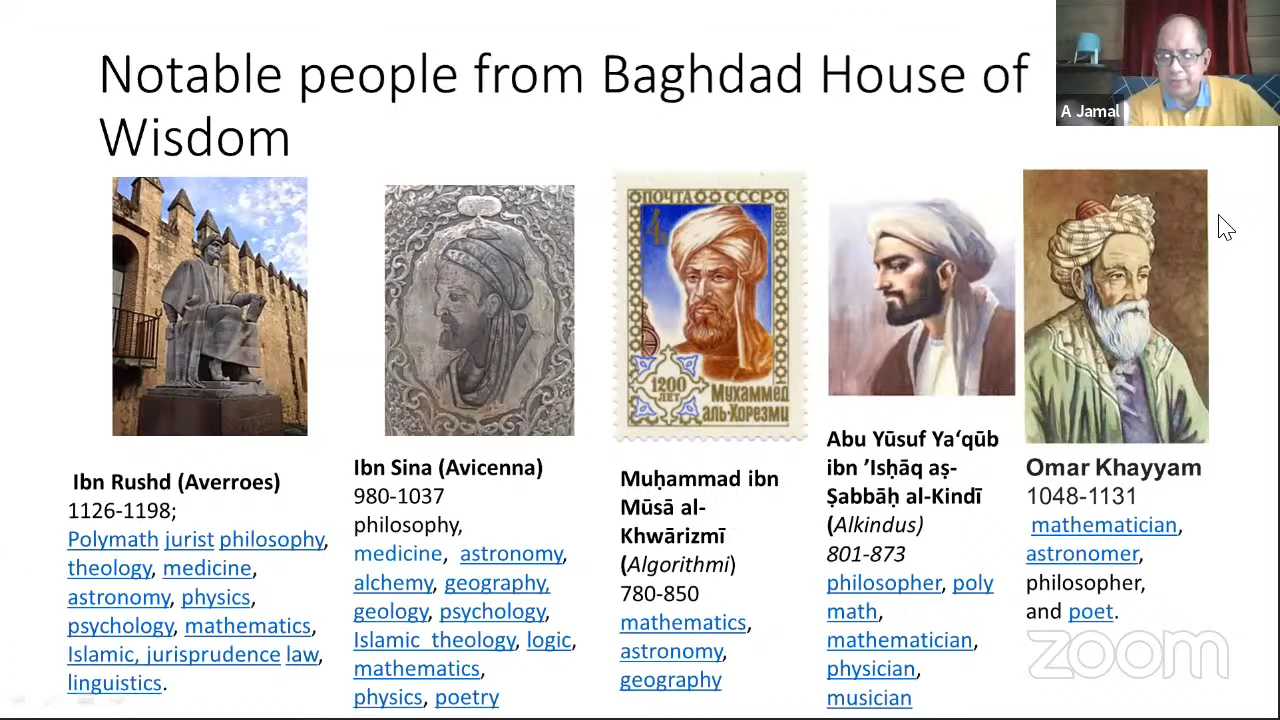 Notable people from Baghdad House of
Wisdom
A Jamal
ПОЧТА СССР
1983
4к
1200
ЛЕТ
Мухаммед
аль-Хорезми
Ibn Rushd (Averroes)
1126-1198;
Polymath jurist philosophy,
theology, medicine,
astronomy, physics,
psychology, mathematics,
Islamic, jurisprudence law,
linguistics.
Ibn Sina (Avicenna)
980-1037
philosophy,
medicine, astronomy,
alchemy, geography,
geology, psychology,
Islamic theology, logic,
mathematics,
physics, poetry
Muḥammad ibn
Mūsā al-
Khwārizmī
(Algorithmi)
780-850
mathematics,
astronomy,
geography
Abu Yūsuf Yaʻqūb
ibn ’Isḥāq aṣ-
Ṣabbāḥ al-Kindī
(Alkindus)
801-873
philosopher, poly
math,
mathematician,
physician,
musician
Omar Khayyam
1048-1131
mathematician,
astronomer,
philosopher,
and poet.
zoom